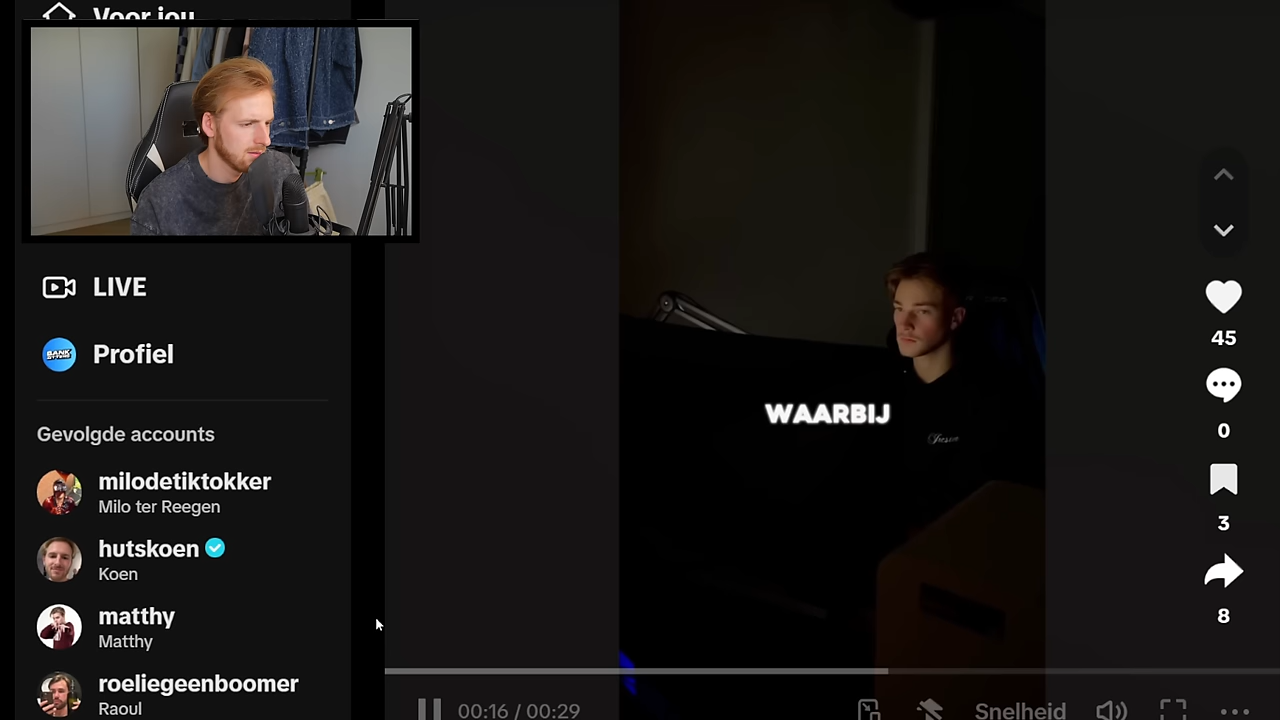 Voor jou
LIVE
Profiel
Gevolgde accounts
milodetiktokker
Milo ter Reegen
hutskoen
Koen
matthy
Matthy
roeliegeenboomer
Raoul
WAARBIJ
45
0
3
8
00:16 / 00:29
Snelheid